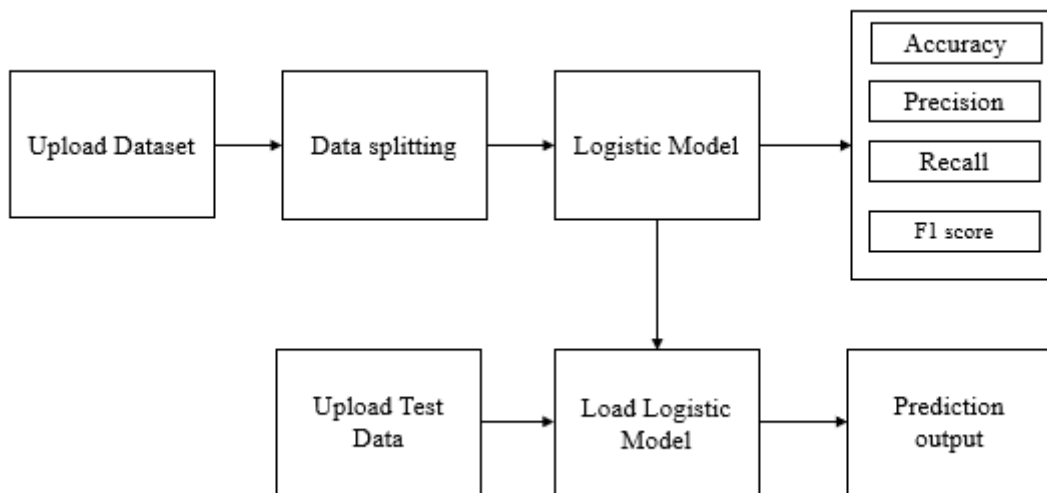 Upload Dataset
Data splitting
Logistic Model
Accuracy
Precision
Recall
F1 score
Upload Test
Data
Load Logistic
Model
Prediction
output